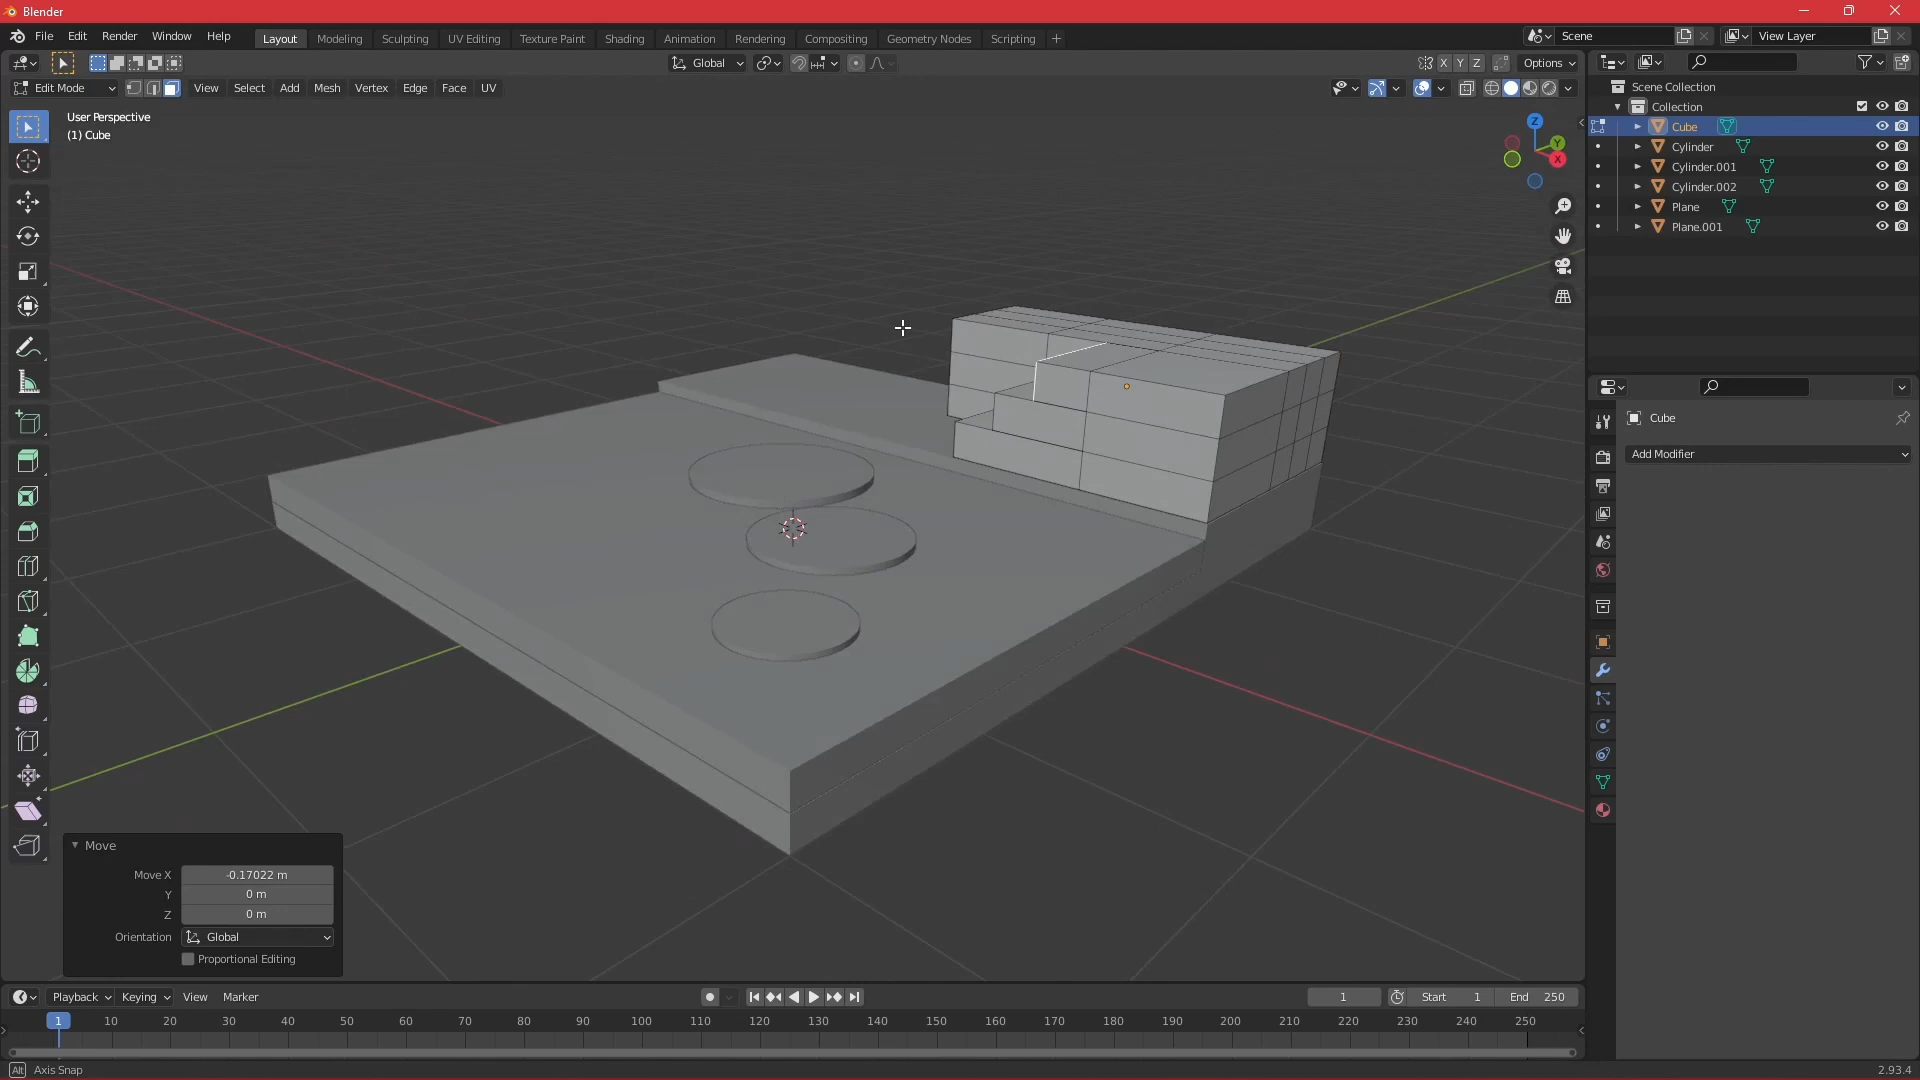 Blender
File Edit Render Window Help
Layout Modeling Sculpting UV Editing Texture Paint Shading Animation Rendering Compositing Geometry Nodes Scripting +
Scene
View Layer
Global
X Y Z
Options
Edit Mode
View Select Add Mesh Vertex Edge Face UV
User Perspective
(1) Cube
Z
Y
X
Scene Collection
Collection
Cube
Cylinder
Cylinder.001
Cylinder.002
Plane
Plane.001
Cube
Add Modifier
Move
Move X -0.17022 m
Y 0 m
Z 0 m
Orientation Global
Proportional Editing
Playback Keying View Marker
1
Start 1
End 250
1 10 20 30 40 50 60 70 80 90 100 110 120 130 140 150 160 170 180 190 200 210 220 230 240 250
Alt Axis Snap
2.93.4